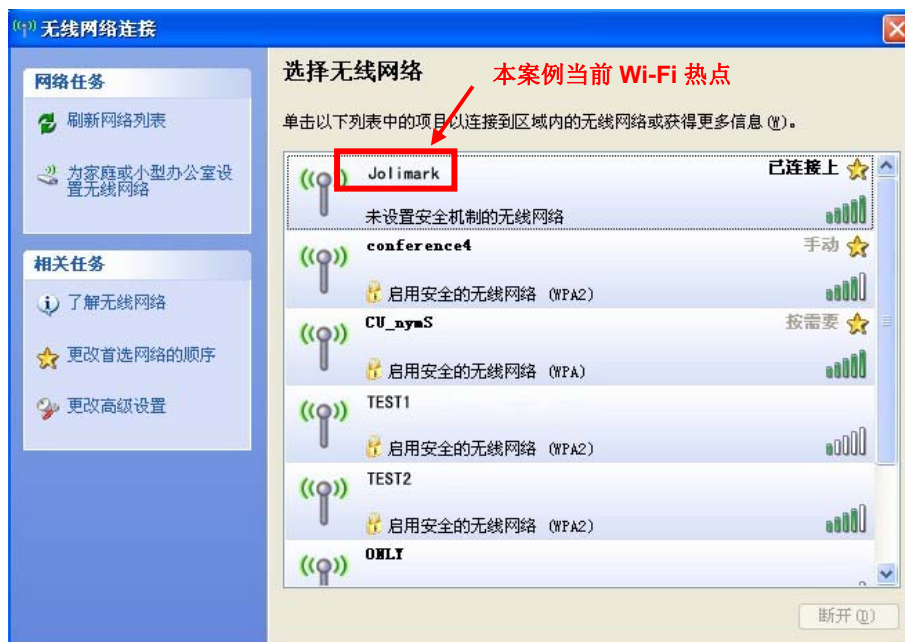 无线网络连接
网络任务
刷新网络列表
为家庭或小型办公室设
置无线网络
相关任务
了解无线网络
更改首选网络的顺序
更改高级设置
选择无线网络
本案例当前 Wi-Fi 热点
单击以下列表中的项目以连接到区域内的无线网络或获得更多信息(W)。
Jolimark
已连接上
未设置安全机制的无线网络
conference4
手动
启用安全的无线网络 (WPA2)
CU_nymS
按需要
启用安全的无线网络 (WPA)
TEST1
启用安全的无线网络 (WPA2)
TEST2
启用安全的无线网络 (WPA2)
ONLY
断开(D)